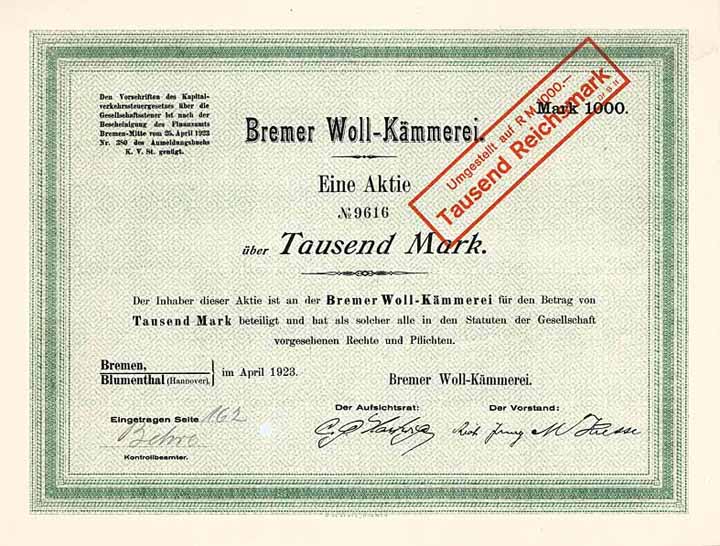 Den Vorschriften des Kapital-
verkehrsteuergesetzes über die
Gesellschaftssteuer ist nach der
Bescheinigung des Finanzamts
Bremen-Mitte vom 25. April 1923
Nr. 280 des Anmeldungsbuchs
K. V. St. genügt.
Mark 1000.
Umgestellt auf RM 1000.–
Tausend Reichsmark
Bremer Woll-Kämmerei.
Eine Aktie
№ 9616
über Tausend Mark.
Der Inhaber dieser Aktie ist an der Bremer Woll-Kämmerei für den Betrag von
Tausend Mark beteiligt und hat als solcher alle in den Statuten der Gesellschaft
vorgesehenen Rechte und Pflichten.
Bremen,
Blumenthal (Hannover),
im April 1923.
Bremer Woll-Kämmerei.
Der Aufsichtsrat:
Der Vorstand:
Eingetragen Seite 162
Behre
Kontrollbeamter.